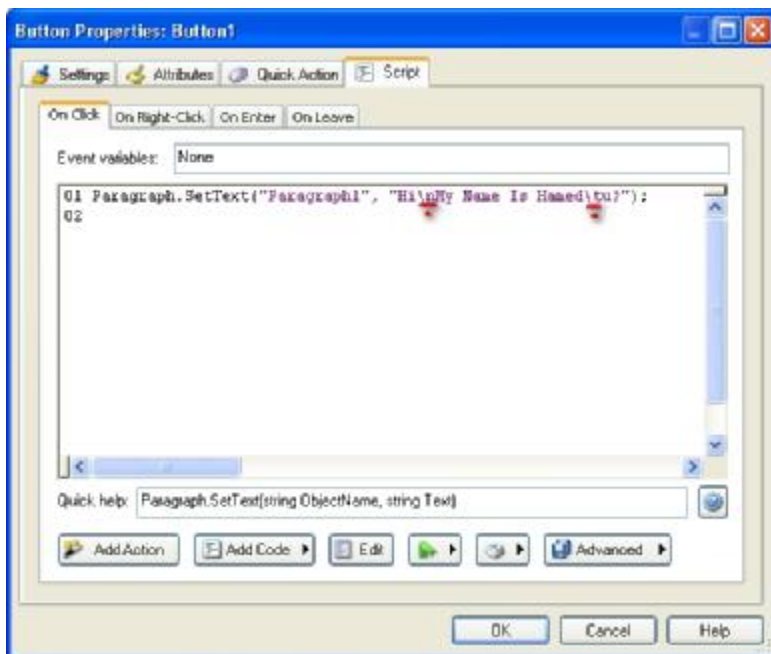 Button Properties: Button1
Settings Attributes Quick Action Script
On Click On Right-Click On Enter On Leave
Event variables: None
01 Paragraph.SetText("Paragraph1", "Hi\nMy Name Is Hamed\tu?");
02
Quick help: Paragraph.SetText(string ObjectName, string Text)
Add Action Add Code Edit Advanced
OK Cancel Help